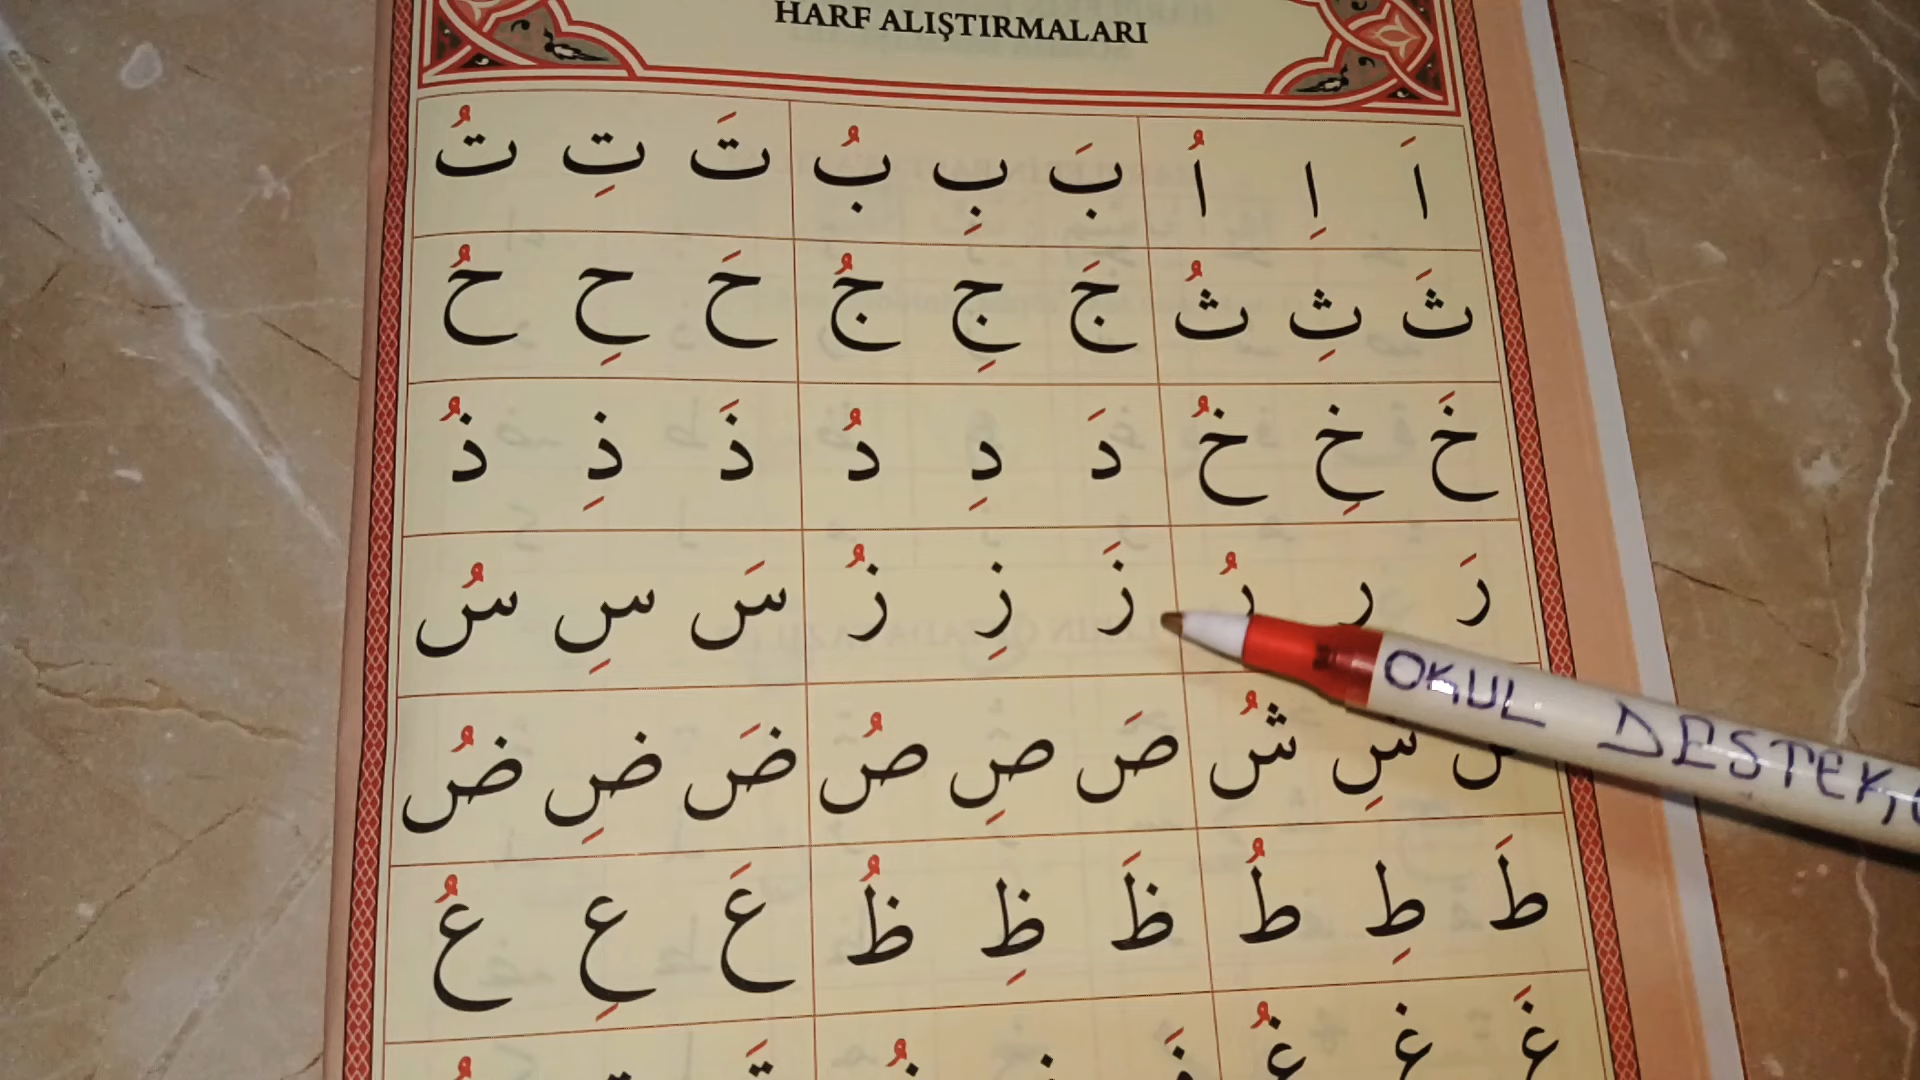 HARF ALIŞTIRMALARI
اَ اِ اُ بَ بِ بُ تَ تِ تُ
ثَ ثِ ثُ جَ جِ جُ حَ حِ حُ
خَ خِ خُ دَ دِ دُ ذَ ذِ ذُ
رَ ر رُ زَ زِ زُ سَ سِ سُ
شُ صَ صِ صُ ضَ ضِ ضُ
طَ طِ طُ ظَ ظِ ظُ عَ عِ عُ
غَ غ غُ
OKUL DESTEK